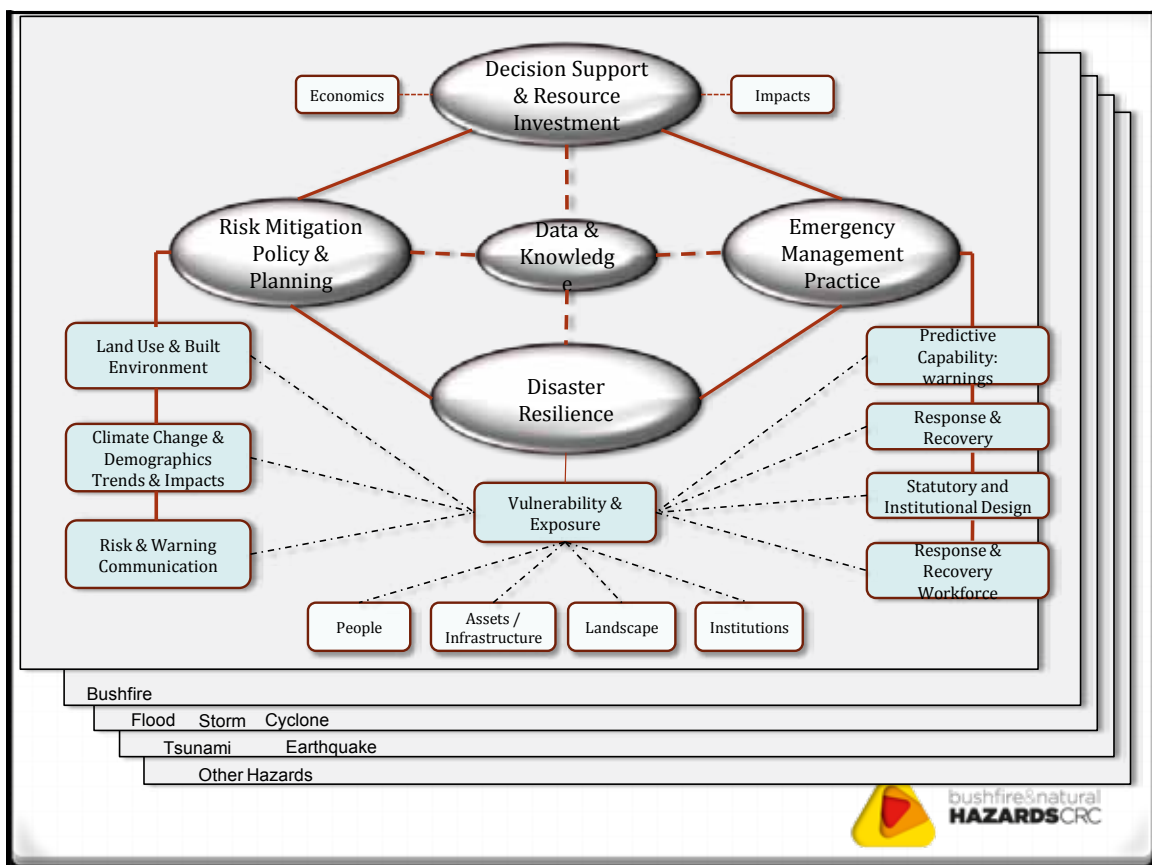 Decision Support
& Resource
Investment
Economics
Impacts
Risk Mitigation
Policy &
Planning
Data &
Knowledg
e
Emergency
Management
Practice
Land Use & Built
Environment
Predictive
Capability:
warnings
Disaster
Resilience
Climate Change &
Demographics
Trends & Impacts
Response &
Recovery
Vulnerability &
Exposure
Statutory and
Institutional Design
Risk & Warning
Communication
Response &
Recovery
Workforce
People
Assets /
Infrastructure
Landscape
Institutions
Bushfire
Flood Storm Cyclone
Tsunami Earthquake
Other Hazards
bushfire&natural
HAZARDSCRC